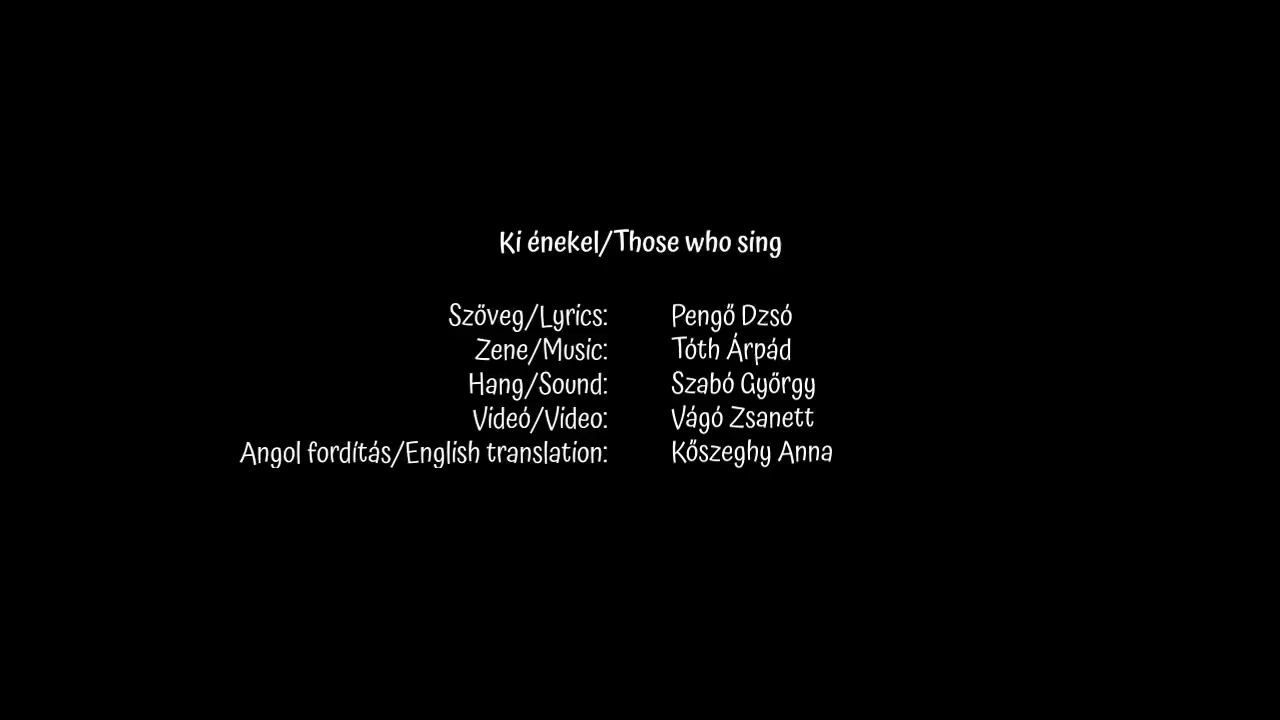 Ki énekel/Those who sing
Szöveg/Lyrics: Pengő Dzsó
Zene/Music: Tóth Árpád
Hang/Sound: Szabó György
Videó/Video: Vágó Zsanett
Angol fordítás/English translation: Kőszeghy Anna